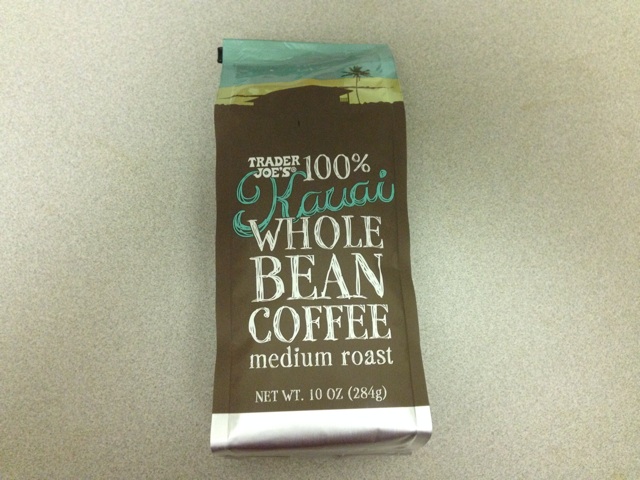 TRADER JOE'S® 100%
Kauai
WHOLE
BEAN
COFFEE
medium roast
NET WT. 10 OZ (284g)